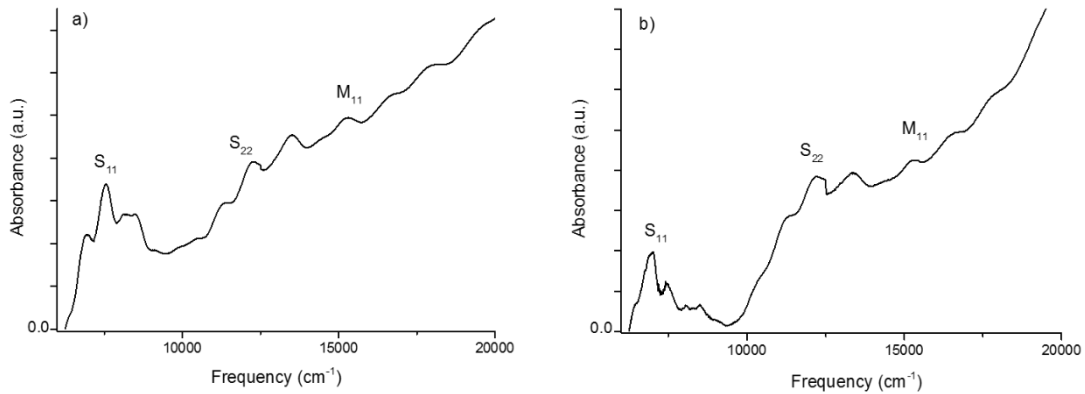 a)
S₁₁
S₂₂
M₁₁
Absorbance (a.u.)
0.0
10000 15000 20000
Frequency (cm⁻¹)
b)
S₁₁
S₂₂
M₁₁
Absorbance (a.u.)
0.0
10000 15000 20000
Frequency (cm⁻¹)